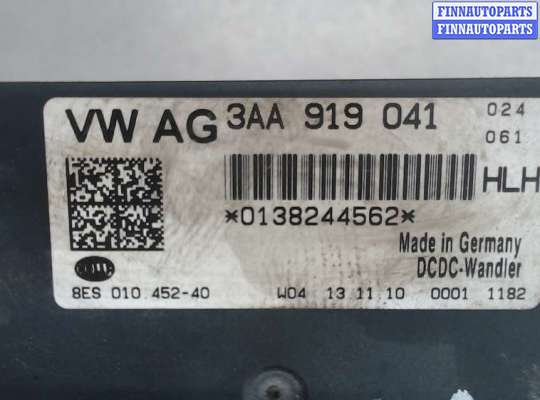 FINNAUTOPARTS
FINNAUTOPARTS
VW AG 3AA 919 041 024
061
HLH
*0138244562*
Made in Germany
DCDC-Wandler
8ES 010.452-40 W04 13.11.10 0001 1182